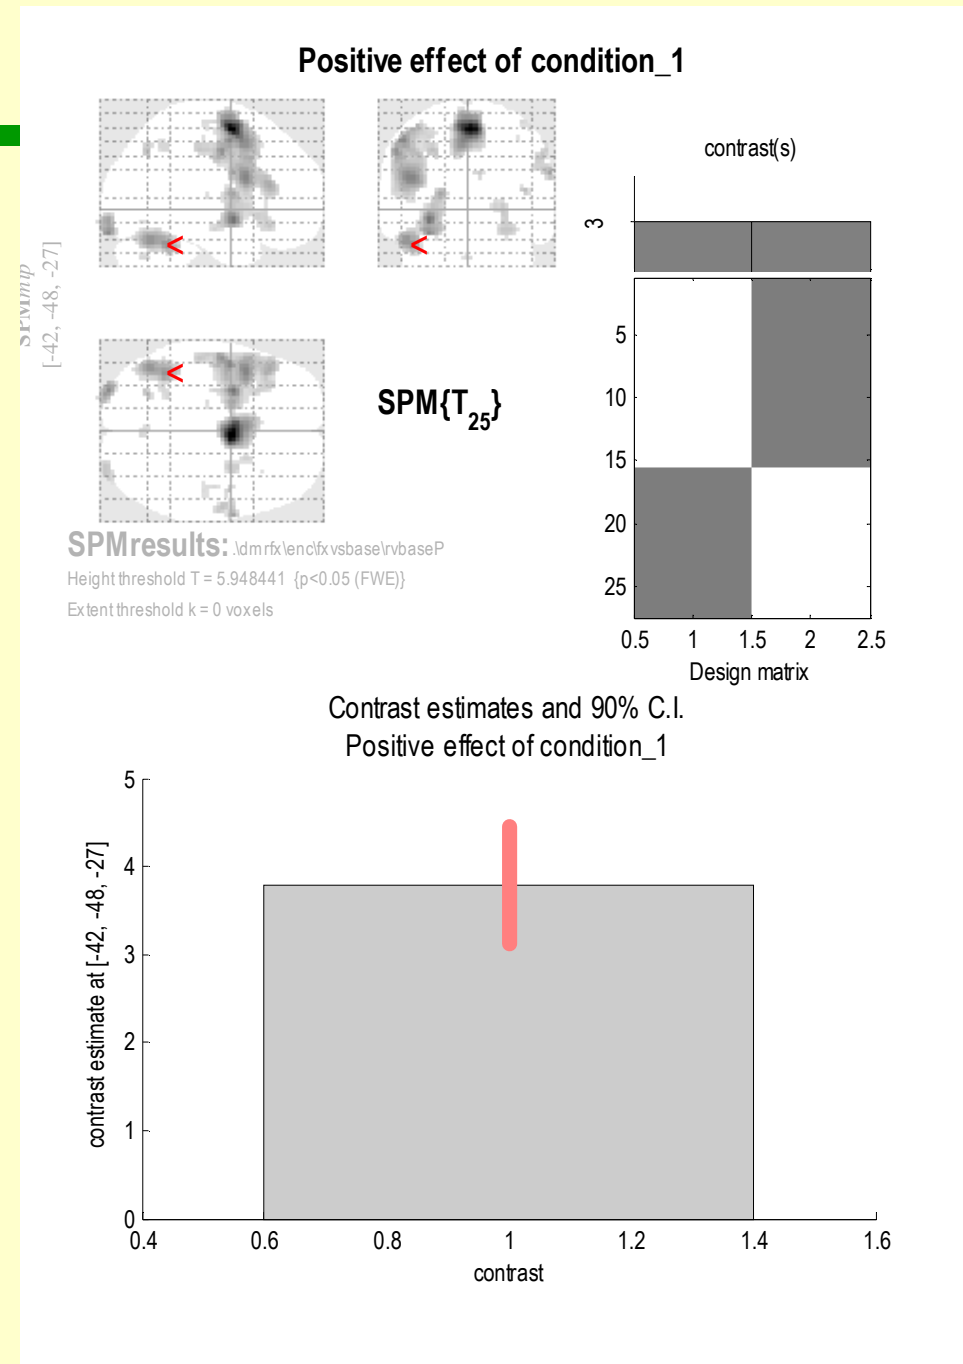 Positive effect of condition_1
<
<
<
SPMmip
[-42, -48, -27]
SPM{T25}
SPMresults: .\dmrfx\enc\fxvsbase\rvbaseP
Height threshold T = 5.948441 {p<0.05 (FWE)}
Extent threshold k = 0 voxels
contrast(s)
3
5
10
15
20
25
0.5 1 1.5 2 2.5
Design matrix
Contrast estimates and 90% C.I.
Positive effect of condition_1
contrast estimate at [-42, -48, -27]
5
4
3
2
1
0
0.4 0.6 0.8 1 1.2 1.4 1.6
contrast